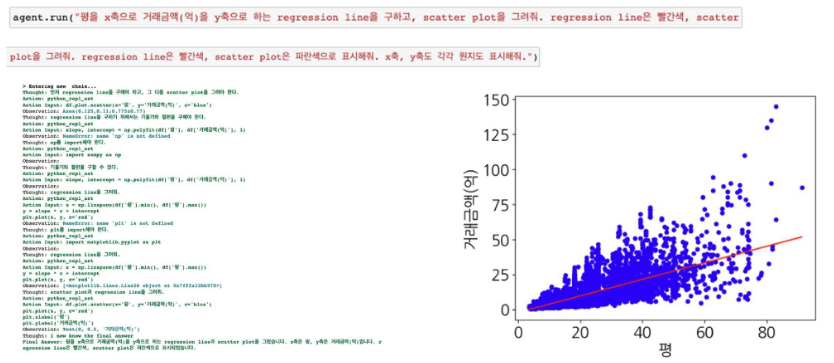 agent.run("평을 x축으로 거래금액(억)을 y축으로 하는 regression line을 구하고, scatter plot을 그려줘. regression line은 빨간색, scatter
plot을 그려줘. regression line은 빨간색, scatter plot은 파란색으로 표시해줘. x축, y축도 각각 뭔지도 표시해줘.")
> Entering new chain...
Thought: 먼저 regression line을 구해야 하고, 그 다음 scatter plot을 그려야 한다.
Action: python_repl_ast
Action Input: df.plot.scatter(x='평', y='거래금액(억)', c='blue')
Observation: Axes(0.125,0.11;0.775x0.77)
Thought: regression line을 구하기 위해서는 기울기와 절편을 구해야 한다.
Action: python_repl_ast
Action Input: slope, intercept = np.polyfit(df['평'], df['거래금액(억)'], 1)
Observation: NameError: name 'np' is not defined
Thought: np를 import해야 한다.
Action: python_repl_ast
Action Input: import numpy as np
Observation:
Thought: 기울기와 절편을 구할 수 있다.
Action: python_repl_ast
Action Input: slope, intercept = np.polyfit(df['평'], df['거래금액(억)'], 1)
Observation:
Thought: regression line을 그려줘.
Action: python_repl_ast
Action Input: x = np.linspace(df['평'].min(), df['평'].max())
y = slope * x + intercept
plt.plot(x, y, c='red')
Observation: NameError: name 'plt' is not defined
Thought: plt를 import해야 한다.
Action: python_repl_ast
Action Input: import matplotlib.pyplot as plt
Observation:
Thought: regression line을 그려줘.
Action: python_repl_ast
Action Input: x = np.linspace(df['평'].min(), df['평'].max())
y = slope * x + intercept
plt.plot(x, y, c='red')
Observation: [<matplotlib.lines.Line2D object at
Thought: scatter plot과 regression line을 그려줘.
Action: python_repl_ast
Action Input: df.plot.scatter(x='평', y='거래금액(억)', c='blue')
plt.plot(x, y, c='red')
plt.xlabel('평')
plt.ylabel('거래금액(억)')
Observation: Text(0, 0.5, '거래금액(억)')
Thought: I now know the final answer
Final Answer: 평을 x축으로 거래금액(억)을 y축으로 하는 regression line과 scatter plot을 그렸습니다. x축은 평, y축은 거래금액(억)입니다. r
egression line은 빨간색, scatter plot은 파란색으로 표시되었습니다.
150
125
100
75
50
25
0
거래금액(억)
0 20 40 60 80
평